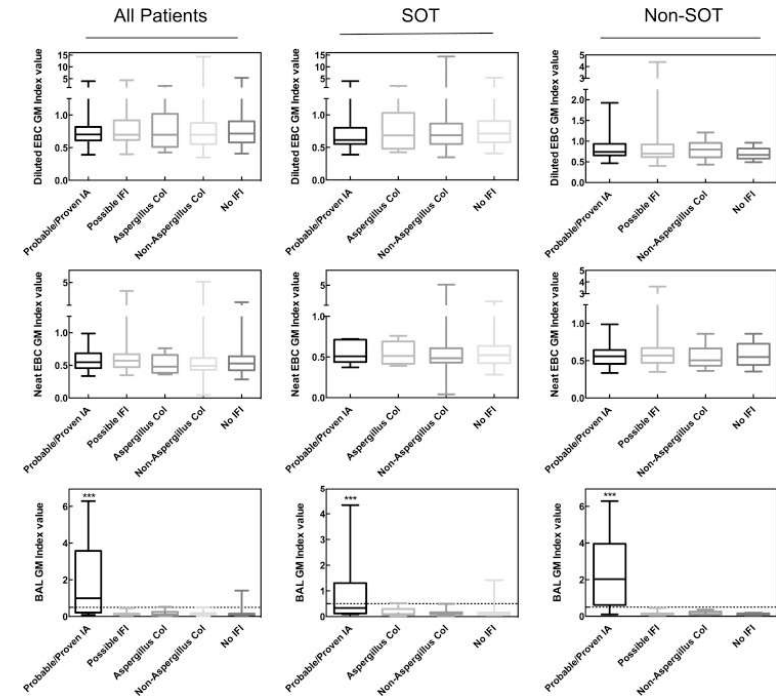 All Patients
SOT
Non-SOT
Diluted EBC GM Index value
15
10
5
1.0
0.5
0.0
Probable/Proven IA
Possible IFI
Aspergillus Col
Non-Aspergillus Col
No IFI
Diluted EBC GM Index value
15
10
5
1.0
0.5
0.0
Probable/Proven IA
Aspergillus Col
Non-Aspergillus Col
No IFI
Diluted EBC GM Index value
5
4
3
2.0
1.5
1.0
0.5
0.0
Probable/Proven IA
Possible IFI
Non-Aspergillus Col
No IFI
Neat EBC GM Index value
5
1.0
0.5
0.0
Probable/Proven IA
Possible IFI
Aspergillus Col
Non-Aspergillus Col
No IFI
Neat EBC GM Index value
5
1.0
0.5
0.0
Probable/Proven IA
Aspergillus Col
Non-Aspergillus Col
No IFI
Neat EBC GM Index value
5
4
3
2
1.0
0.5
0.0
Probable/Proven IA
Possible IFI
Non-Aspergillus Col
No IFI
BAL GM Index value
6
4
2
0
***
Probable/Proven IA
Possible IFI
Aspergillus Col
Non-Aspergillus Col
No IFI
BAL GM Index value
5
4
3
2
1
0
***
Probable/Proven IA
Aspergillus Col
Non-Aspergillus Col
No IFI
BAL GM Index value
6
4
2
0
***
Probable/Proven IA
Possible IFI
Non-Aspergillus Col
No IFI